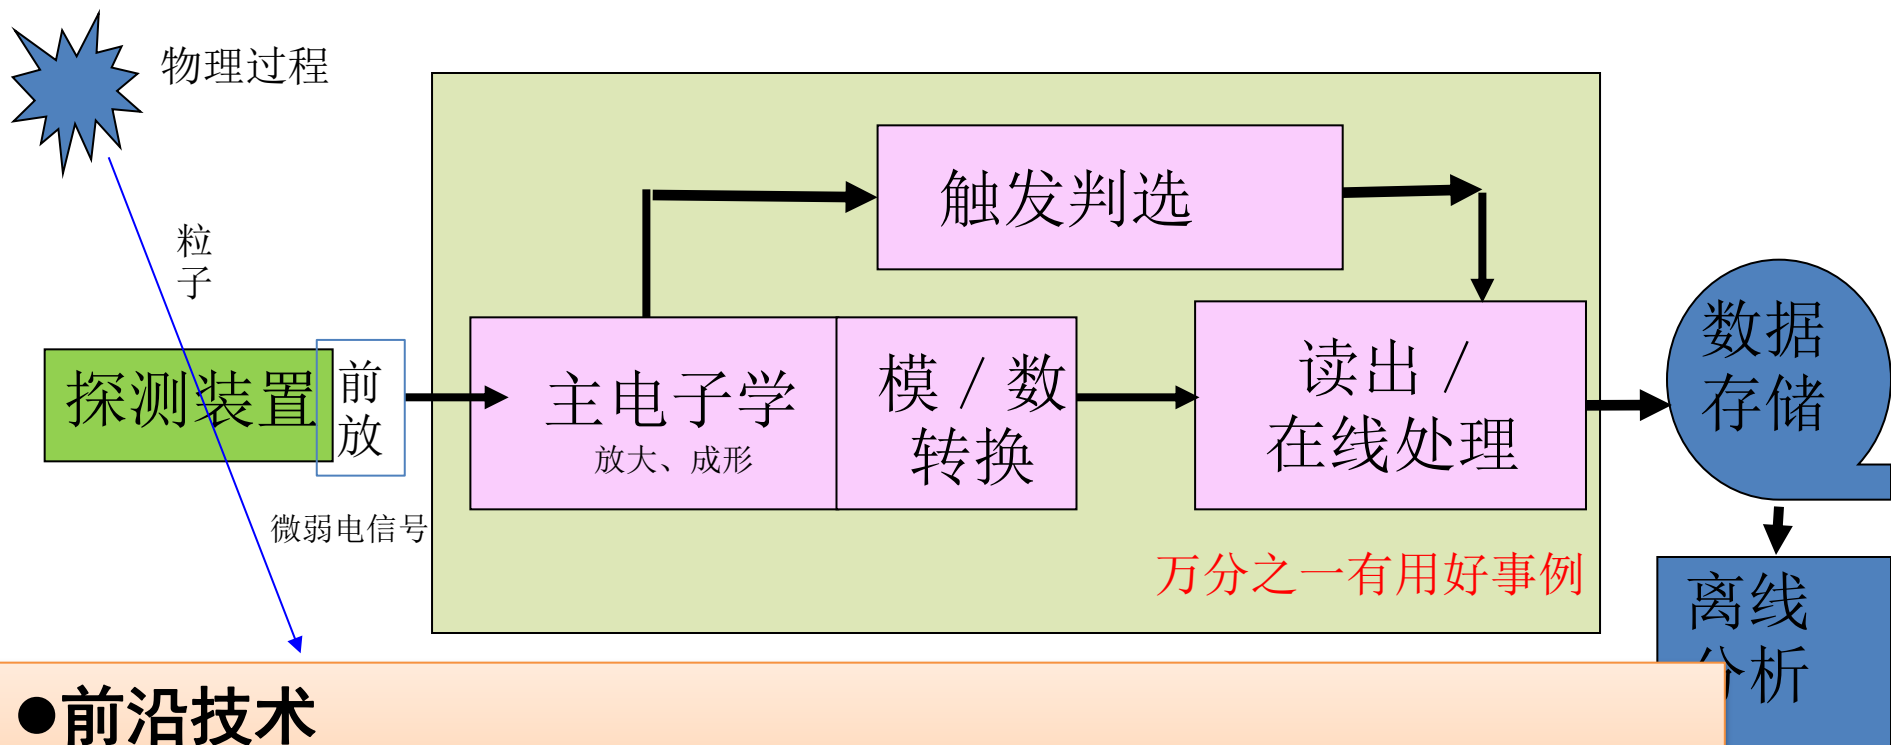 物理过程
触发判选
粒
子
探测装置
前
放
主电子学
放大、成形
模／数
转换
读出／
在线处理
数据
存储
微弱电信号
万分之一有用好事例
离线
分析
●前沿技术